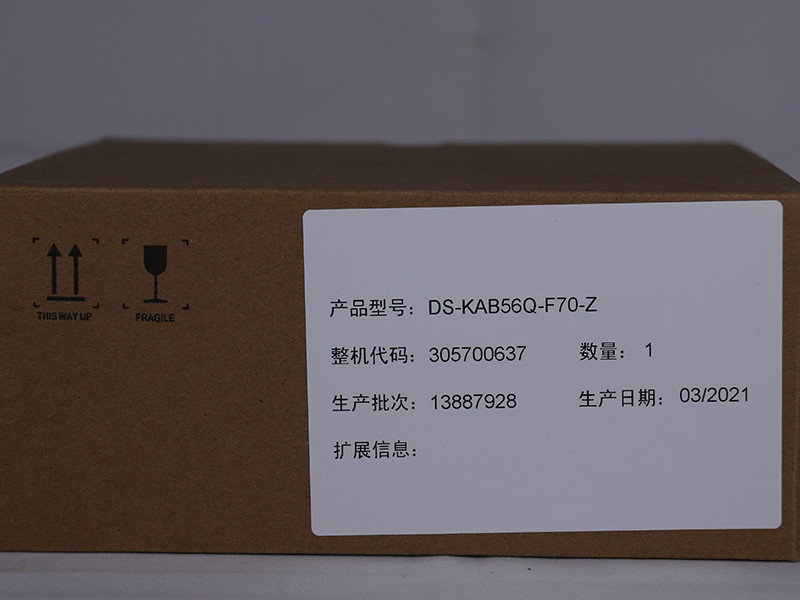 THIS WAY UP
FRAGILE
产品型号：DS-KAB56Q-F70-Z
整机代码：305700637 数量：1
生产批次：13887928 生产日期：03/2021
扩展信息：